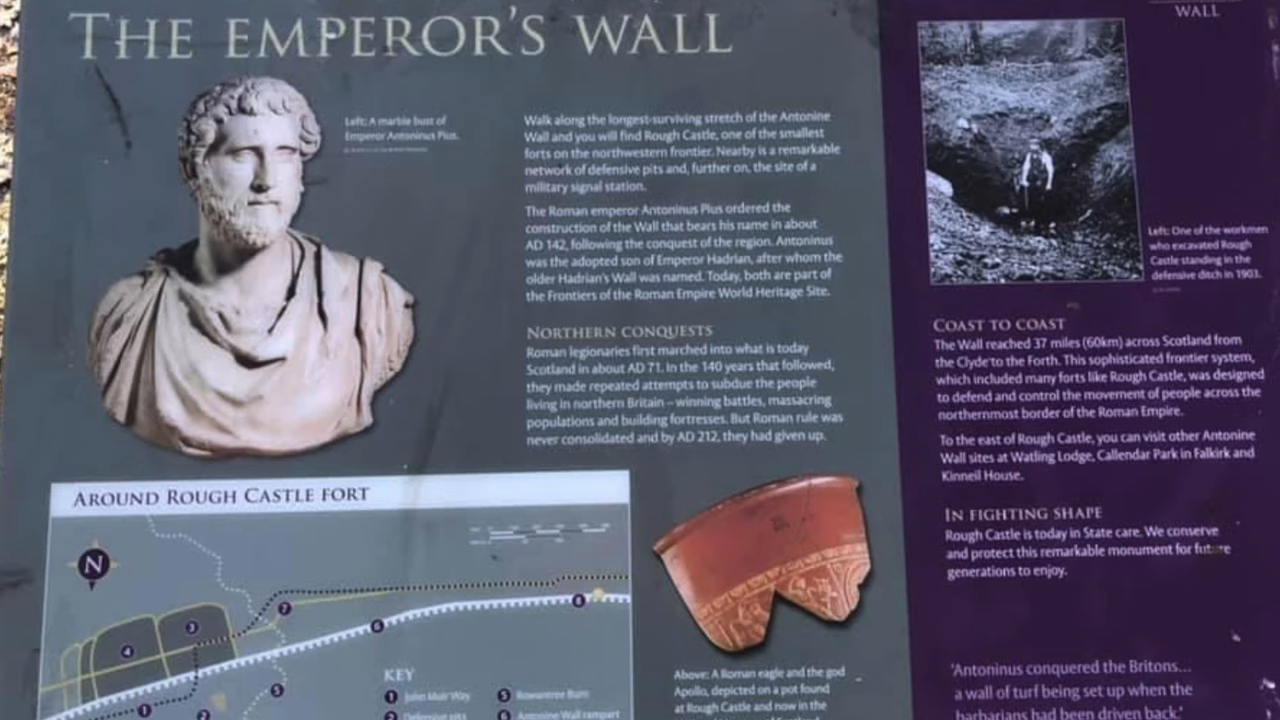 THE EMPEROR'S WALL
Left: A marble bust of
Emperor Antoninus Pius.
Walk along the longest-surviving stretch of the Antonine
Wall and you will find Rough Castle, one of the smallest
forts on the northwestern frontier. Nearby is a remarkable
network of defensive pits and, further on, the site of a
military signal station.
The Roman emperor Antoninus Pius ordered the
construction of the Wall that bears his name in about
AD 142, following the conquest of the region. Antoninus
was the adopted son of Emperor Hadrian, after whom the
older Hadrian's Wall was named. Today, both are part of
the Frontiers of the Roman Empire World Heritage Site.
NORTHERN CONQUESTS
Roman legionaries first marched into what is today
Scotland in about AD 71. In the 140 years that followed,
they made repeated attempts to subdue the people
living in northern Britain – winning battles, massacring
populations and building fortresses. But Roman rule was
never consolidated and by AD 212, they had given up.
AROUND ROUGH CASTLE FORT
N
3
4
7
6
8
5
1
2
KEY
1 John Muir Way
2 Defensive pits
5 Rowantree Burn
6 Antonine Wall rampart
Above: A Roman eagle and the god
Apollo, depicted on a pot found
at Rough Castle and now in the
WALL
Left: One of the workmen
who excavated Rough
Castle standing in the
defensive ditch in 1903.
COAST TO COAST
The Wall reached 37 miles (60km) across Scotland from
the Clyde to the Forth. This sophisticated frontier system,
which included many forts like Rough Castle, was designed
to defend and control the movement of people across the
northernmost border of the Roman Empire.
To the east of Rough Castle, you can visit other Antonine
Wall sites at Watling Lodge, Callendar Park in Falkirk and
Kinneil House.
IN FIGHTING SHAPE
Rough Castle is today in State care. We conserve
and protect this remarkable monument for future
generations to enjoy.
'Antoninus conquered the Britons...
a wall of turf being set up when the
barbarians had been driven back.'